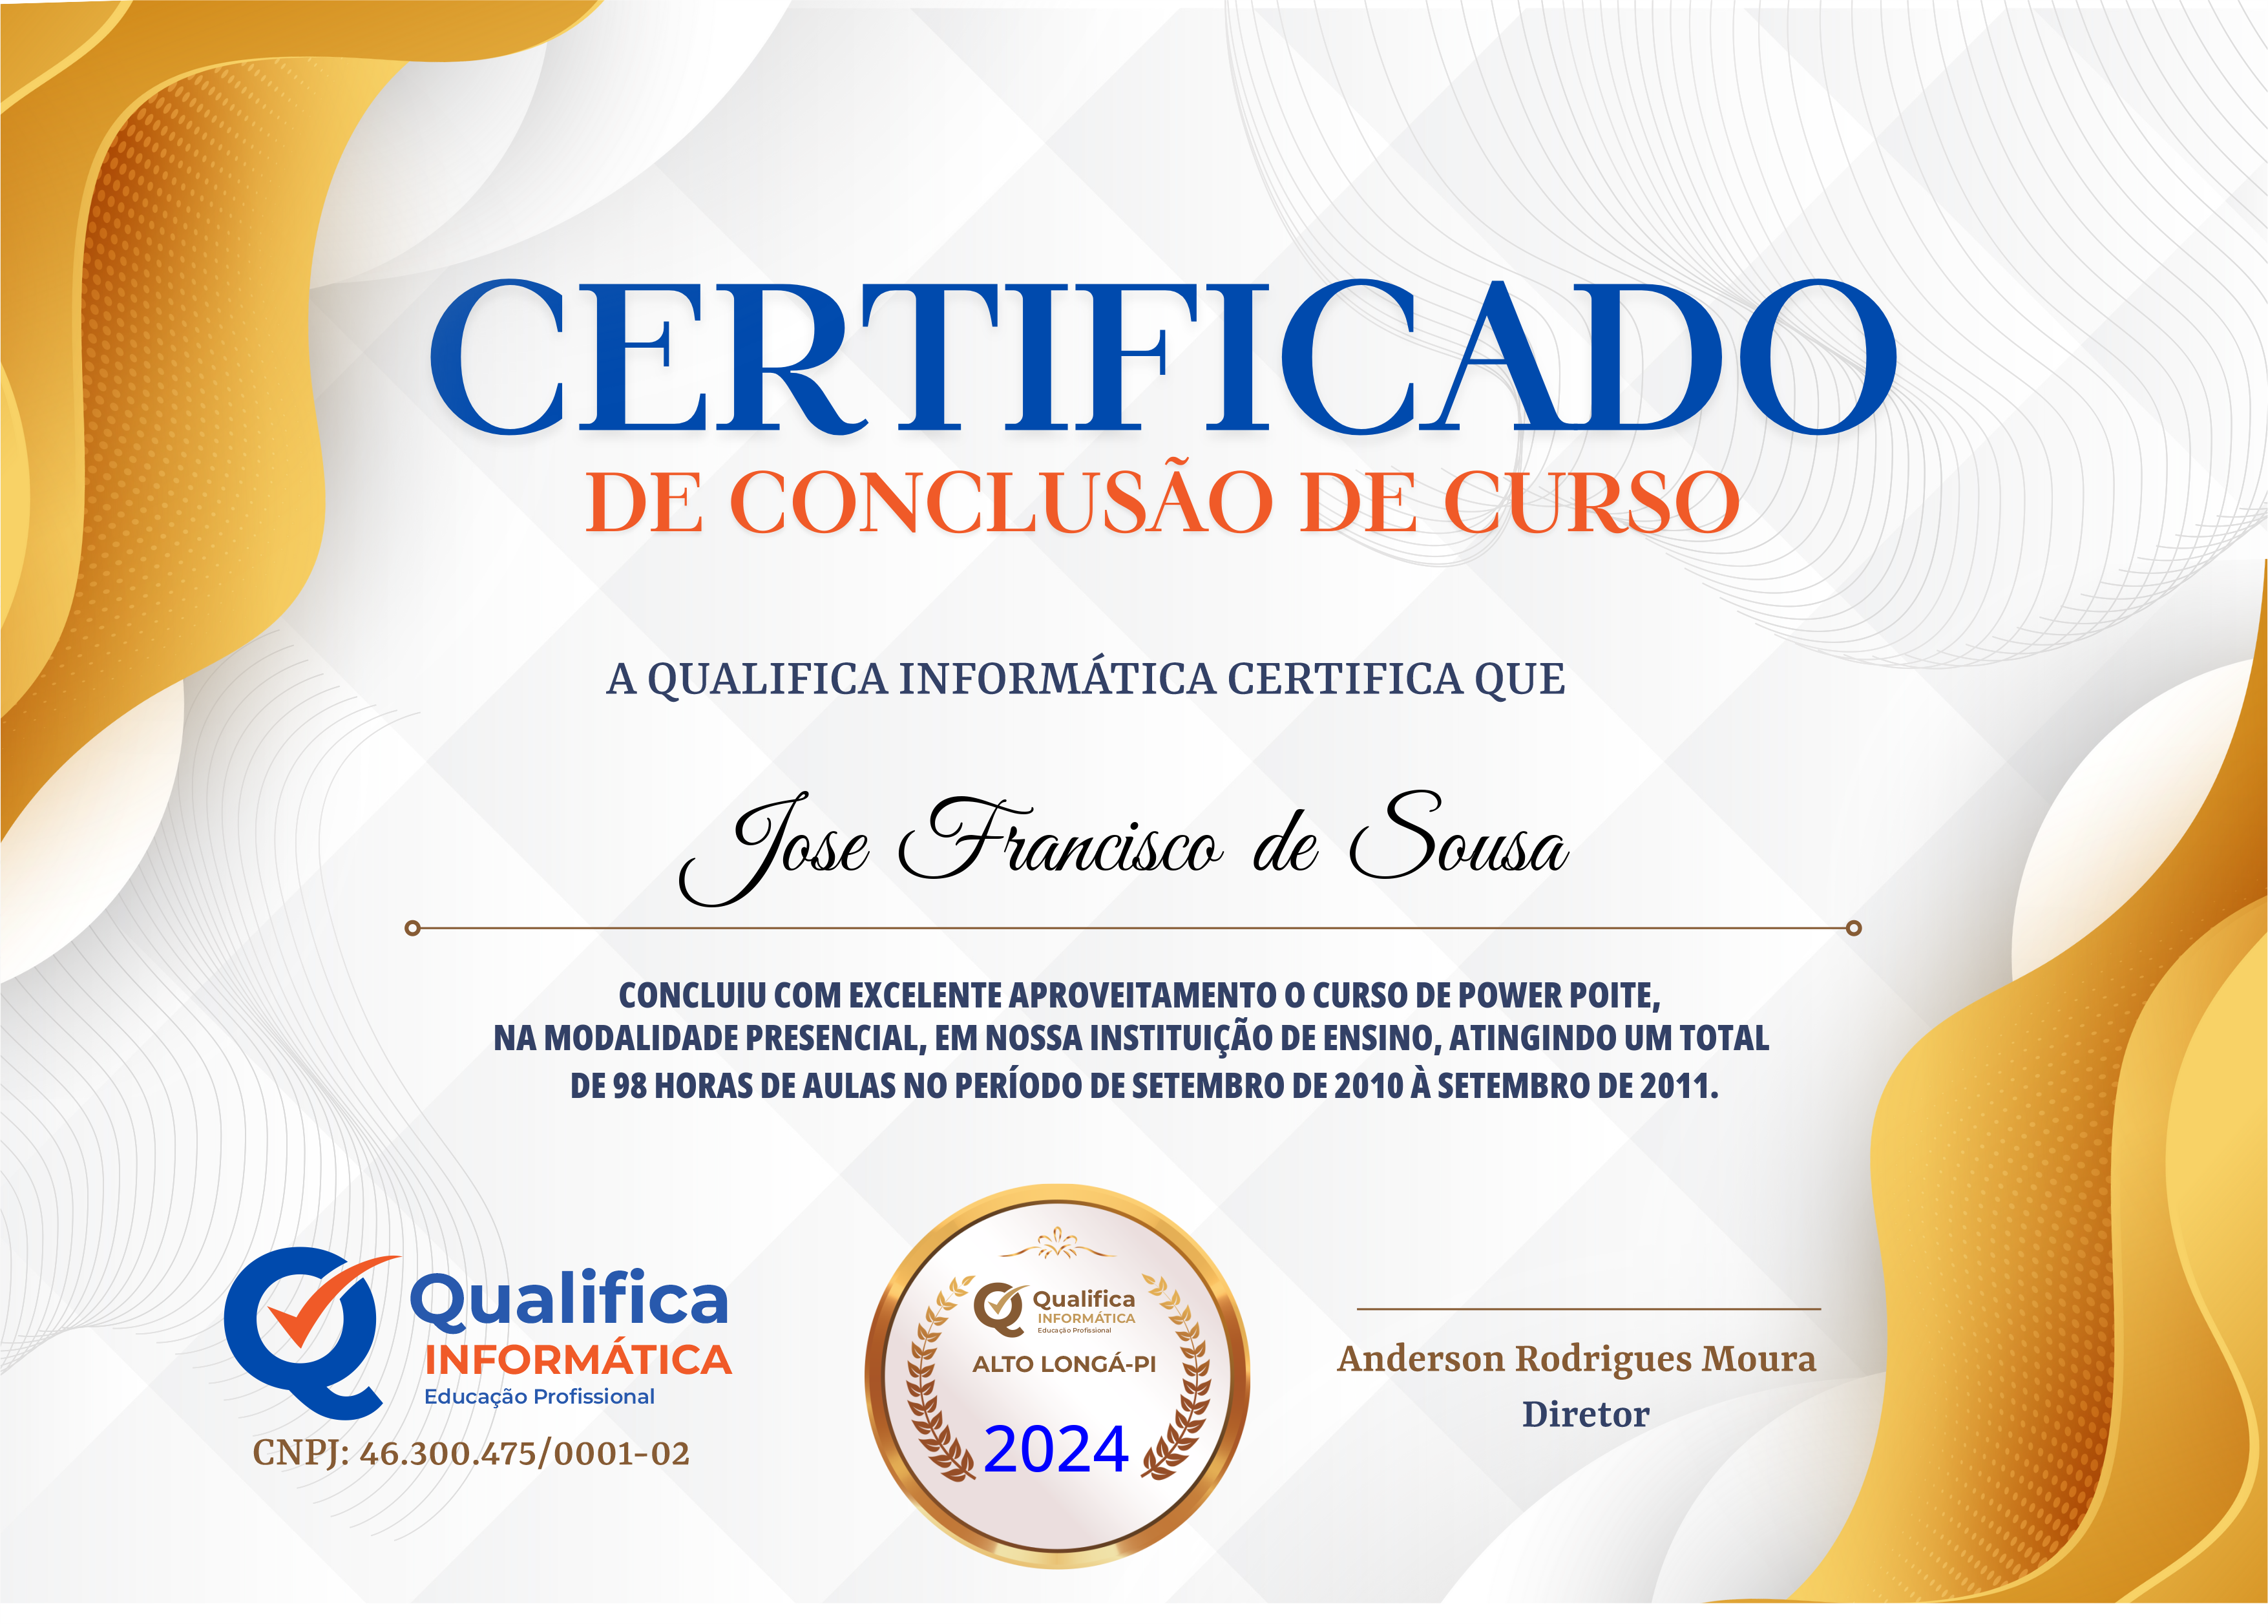 CERTIFICADO
DE CONCLUSÃO DE CURSO
A QUALIFICA INFORMÁTICA CERTIFICA QUE
Jose Francisco de Sousa
CONCLUIU COM EXCELENTE APROVEITAMENTO O CURSO DE POWER POITE,
NA MODALIDADE PRESENCIAL, EM NOSSA INSTITUIÇÃO DE ENSINO, ATINGINDO UM TOTAL
DE 98 HORAS DE AULAS NO PERÍODO DE SETEMBRO DE 2010 À SETEMBRO DE 2011.
Qualifica
INFORMÁTICA
Educação Profissional
CNPJ: 46.300.475/0001-02
Qualifica
INFORMÁTICA
Educação Profissional
ALTO LONGÁ-PI
2024
Anderson Rodrigues Moura
Diretor